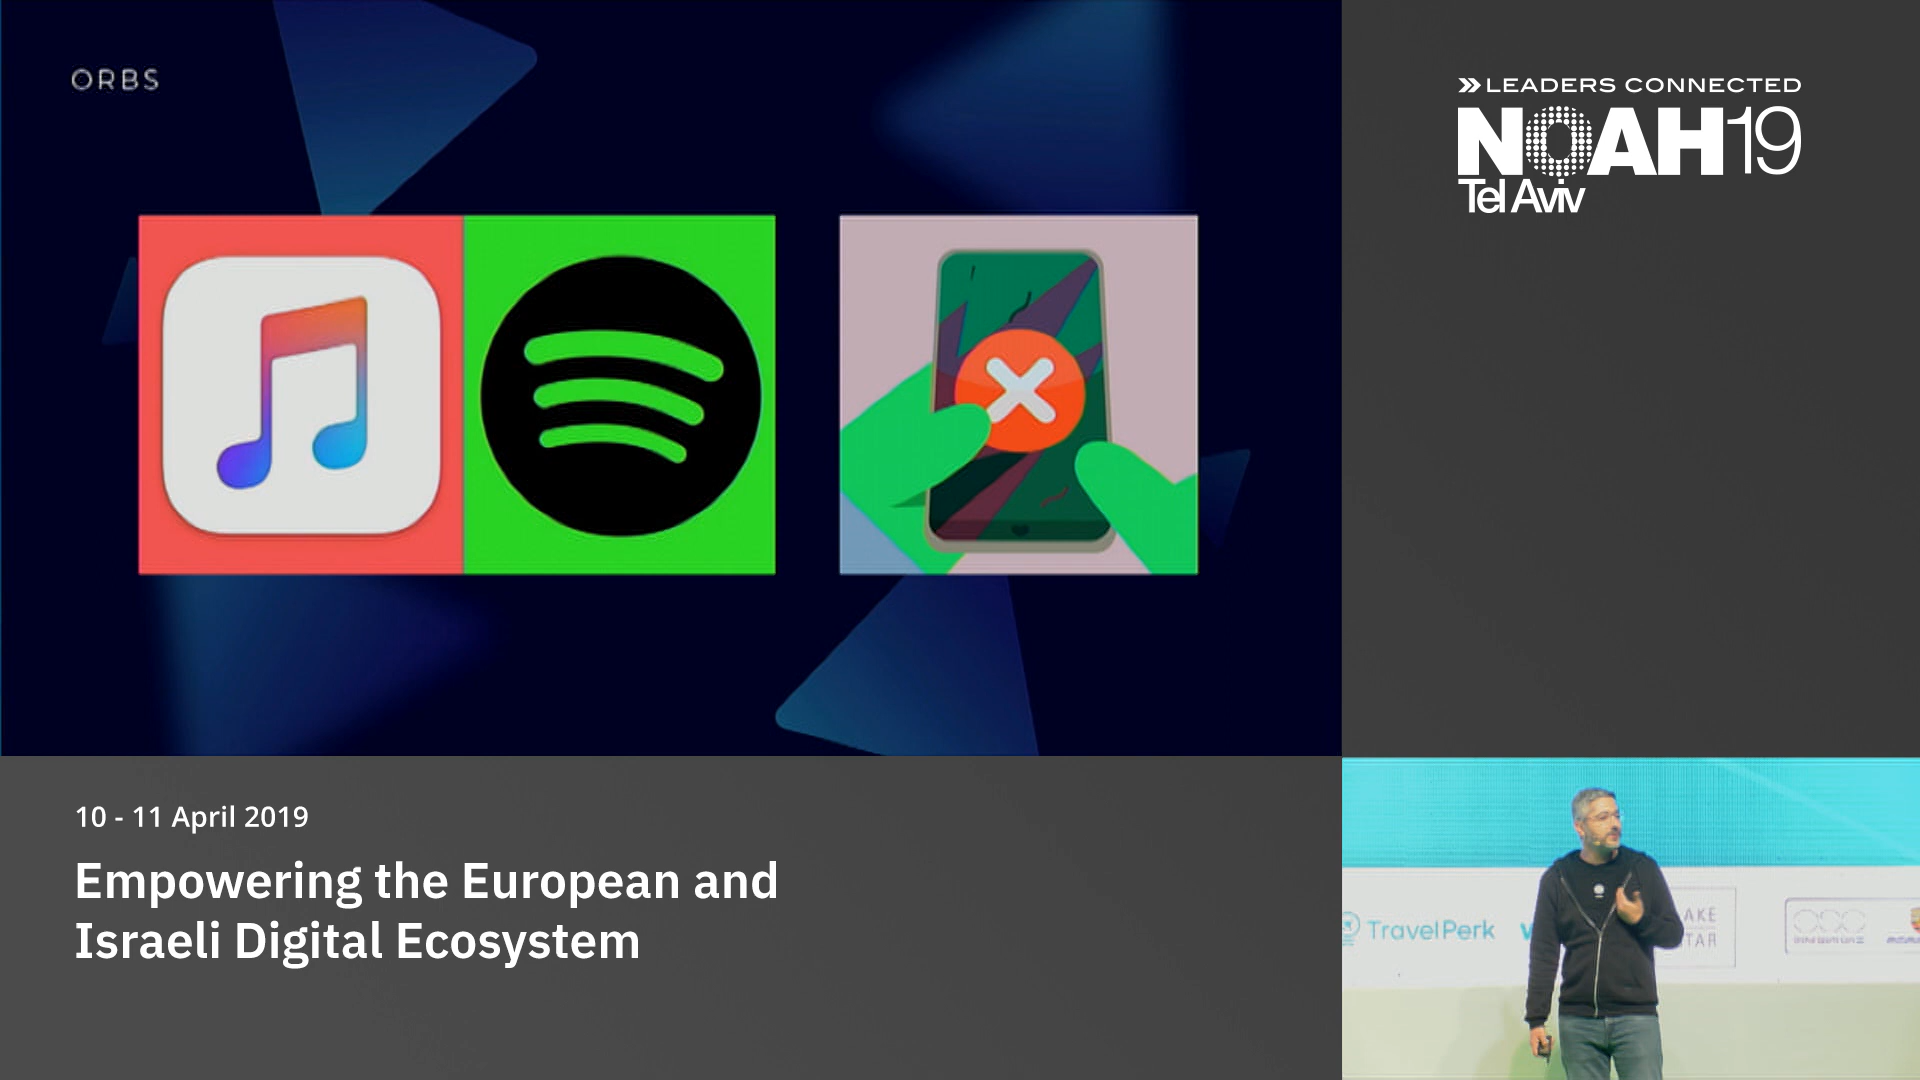 ORBS
LEADERS CONNECTED
NOAH19
Tel Aviv
10 - 11 April 2019
Empowering the European and
Israeli Digital Ecosystem
TravelPerk